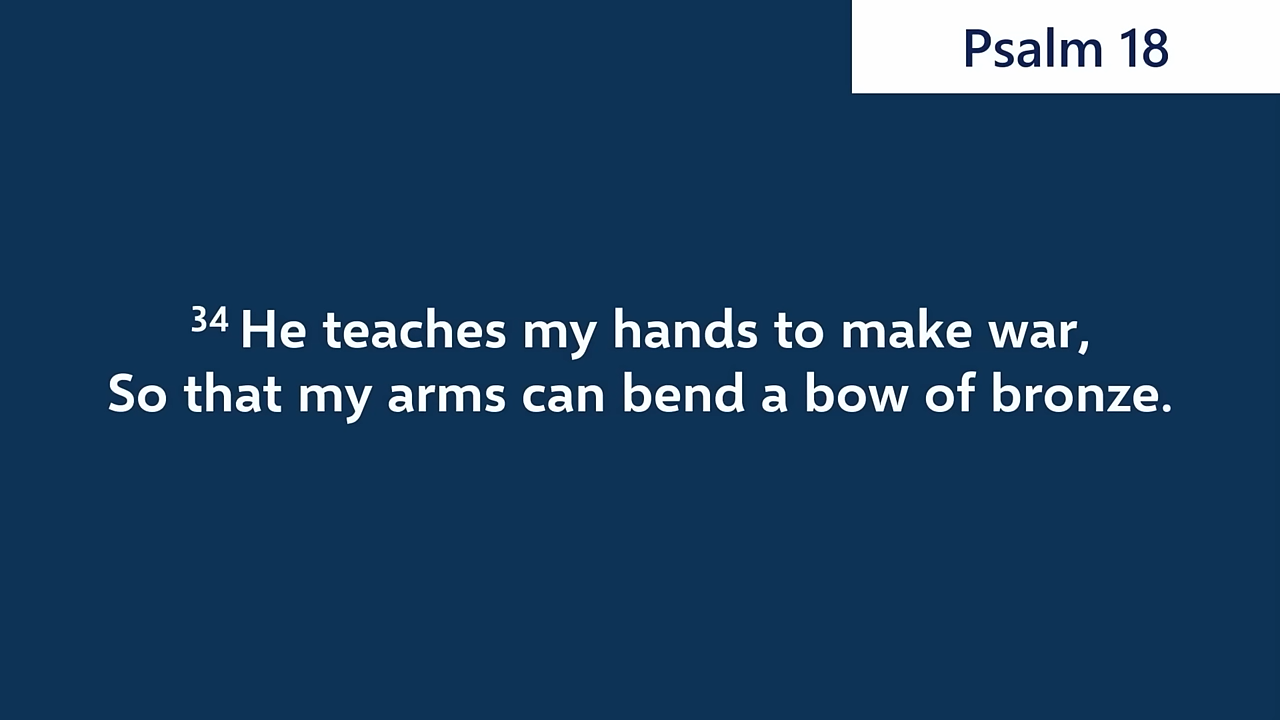 Psalm 18
34 He teaches my hands to make war,
So that my arms can bend a bow of bronze.